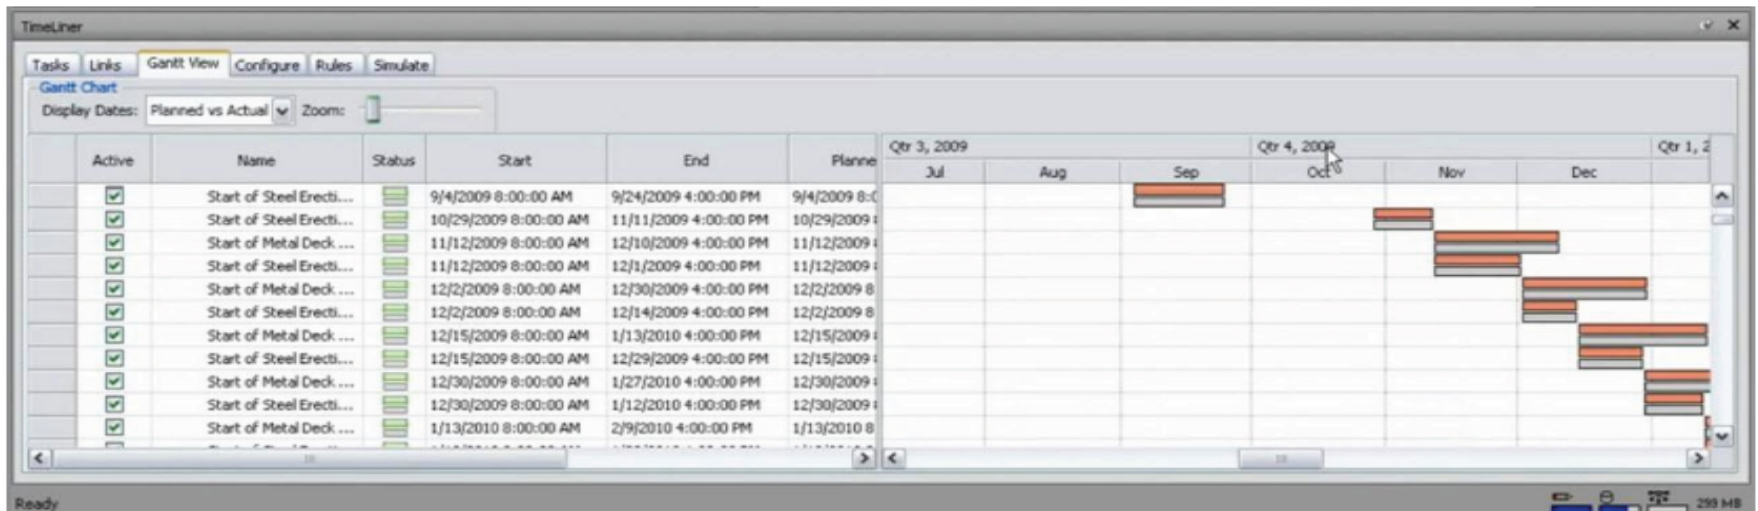 TimeLiner
Tasks Links Gantt View Configure Rules Simulate
Gantt Chart
Display Dates: Planned vs Actual Zoom:
Active Name Status Start End Planne
Qtr 3, 2009 Qtr 4, 2009 Qtr 1, 2
Jul Aug Sep Oct Nov Dec
Start of Steel Erecti... 9/4/2009 8:00:00 AM 9/24/2009 4:00:00 PM 9/4/2009 8:0
Start of Steel Erecti... 10/29/2009 8:00:00 AM 11/11/2009 4:00:00 PM 10/29/2009
Start of Metal Deck .... 11/12/2009 8:00:00 AM 12/10/2009 4:00:00 PM 11/12/2009
Start of Steel Erecti... 11/12/2009 8:00:00 AM 12/1/2009 4:00:00 PM 11/12/2009
Start of Metal Deck .... 12/2/2009 8:00:00 AM 12/30/2009 4:00:00 PM 12/2/2009 8
Start of Steel Erecti... 12/2/2009 8:00:00 AM 12/14/2009 4:00:00 PM 12/2/2009 8
Start of Metal Deck .... 12/15/2009 8:00:00 AM 1/13/2010 4:00:00 PM 12/15/2009
Start of Steel Erecti... 12/15/2009 8:00:00 AM 12/29/2009 4:00:00 PM 12/15/2009
Start of Metal Deck .... 12/30/2009 8:00:00 AM 1/27/2010 4:00:00 PM 12/30/2009
Start of Steel Erecti... 12/30/2009 8:00:00 AM 1/12/2010 4:00:00 PM 12/30/2009
Start of Metal Deck .... 1/13/2010 8:00:00 AM 2/9/2010 4:00:00 PM 1/13/2010 8
Ready 299 MB